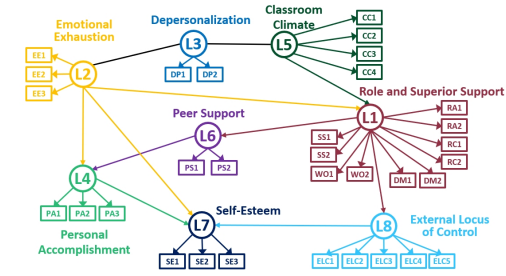 Emotional
Exhaustion
Depersonalization
Classroom
Climate
CC1
CC2
CC3
CC4
L3
L5
EE1
EE2
EE3
L2
DP1
DP2
Role and Superior Support
L1
RA1
RA2
RC1
RC2
SS1
SS2
WO1
WO2
DM1
DM2
Peer Support
L6
PS1
PS2
L4
PA1
PA2
PA3
Personal
Accomplishment
Self-Esteem
L7
SE1
SE2
SE3
L8
External Locus
of Control
ELC1
ELC2
ELC3
ELC4
ELC5